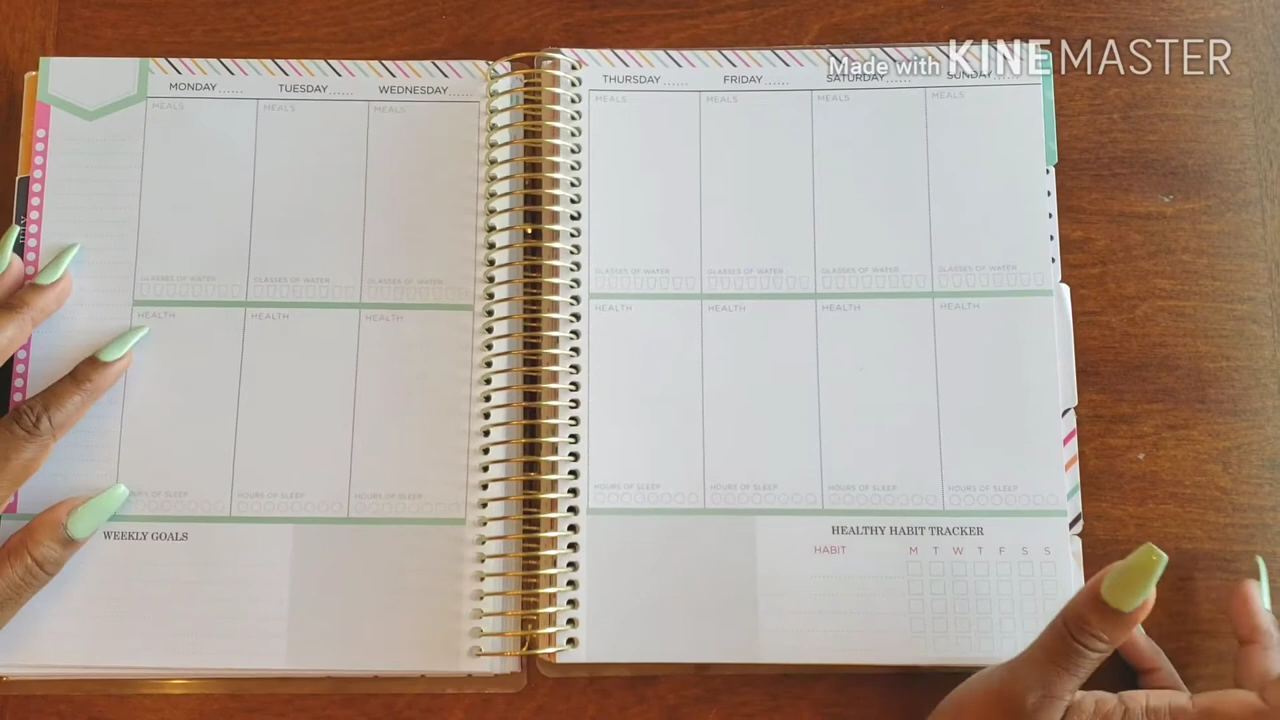 Made with KINEMASTER
MONDAY...... TUESDAY...... WEDNESDAY......
THURSDAY...... FRIDAY...... SATURDAY...... SUNDAY......
MEALS MEALS MEALS
MEALS MEALS MEALS MEALS
GLASSES OF WATER GLASSES OF WATER GLASSES OF WATER
GLASSES OF WATER GLASSES OF WATER GLASSES OF WATER GLASSES OF WATER
HEALTH HEALTH HEALTH
HEALTH HEALTH HEALTH HEALTH
OF SLEEP HOURS OF SLEEP HOURS OF SLEEP
HOURS OF SLEEP HOURS OF SLEEP HOURS OF SLEEP HOURS OF SLEEP
WEEKLY GOALS
HEALTHY HABIT TRACKER
HABIT M T W T F S S
JULY